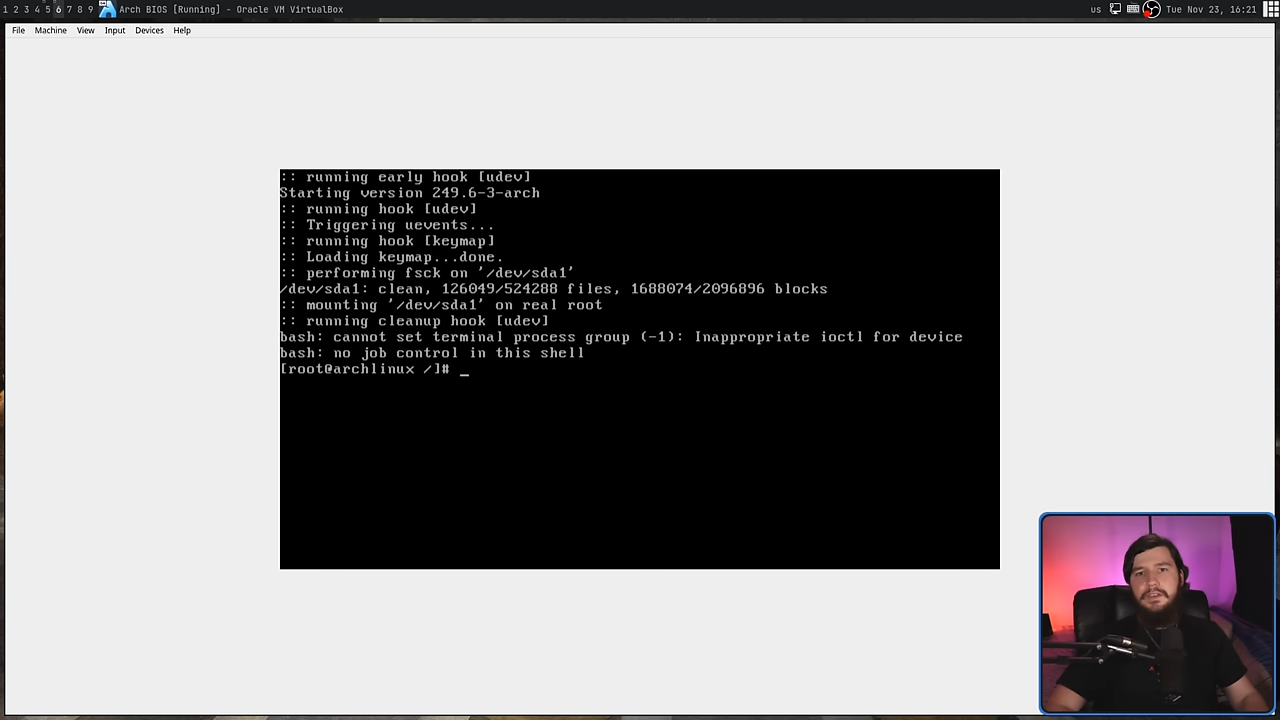 1 2 3 4 5 6 7 8 9 Arch BIOS [Running] - Oracle VM VirtualBox us Tue Nov 23, 16:21
File Machine View Input Devices Help
:: running early hook [udev]
Starting version 249.6-3-arch
:: running hook [udev]
:: Triggering uevents...
:: running hook [keymap]
:: Loading keymap...done.
:: performing fsck on '/dev/sda1'
/dev/sda1: clean, 126049/524288 files, 1688074/2096896 blocks
:: mounting '/dev/sda1' on real root
:: running cleanup hook [udev]
bash: cannot set terminal process group (-1): Inappropriate ioctl for device
bash: no job control in this shell
[root@archlinux /]# _